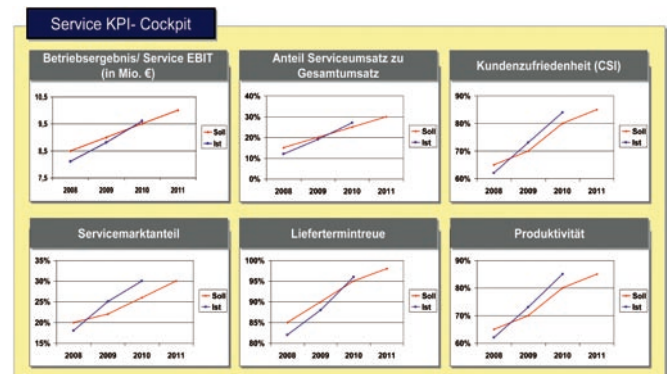 Service KPI- Cockpit
Betriebsergebnis/ Service EBIT
(in Mio. €)
10,5
9,5
8,5
7,5
2008 2009 2010 2011
Soll
Ist
Anteil Serviceumsatz zu
Gesamtumsatz
40%
30%
20%
10%
0%
2008 2009 2010 2011
Soll
Ist
Kundenzufriedenheit (CSI)
90%
80%
70%
60%
2008 2009 2010 2011
Soll
Ist
Servicemarktanteil
35%
30%
25%
20%
15%
2008 2009 2010 2011
Soll
Ist
Liefertermintreue
100%
95%
90%
85%
80%
2008 2009 2010 2011
Soll
Ist
Produktivität
90%
80%
70%
60%
2008 2009 2010 2011
Soll
Ist